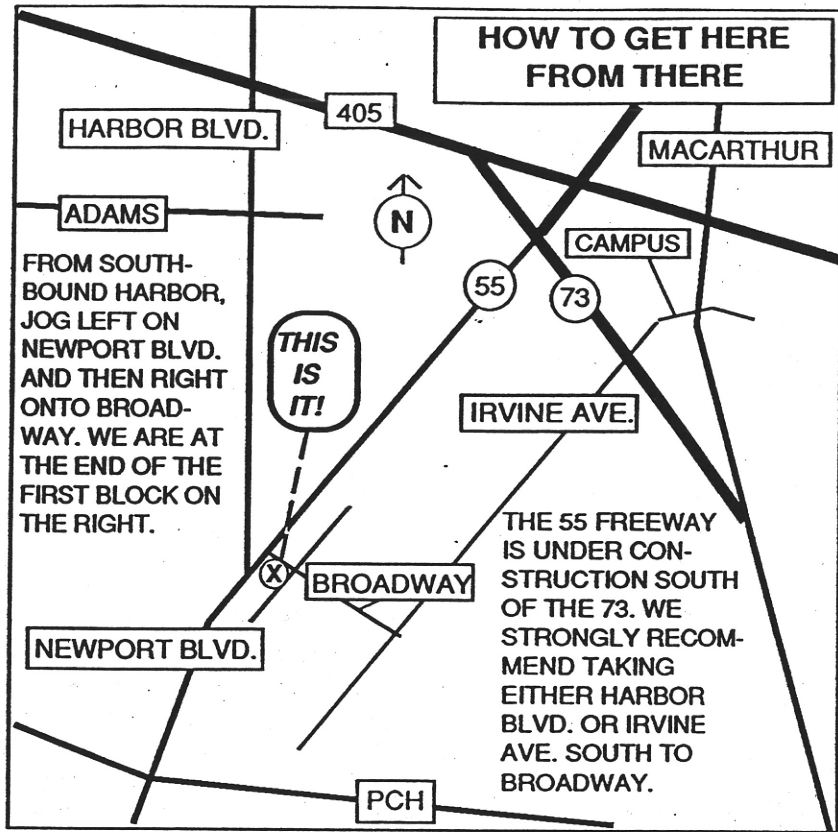 HOW TO GET HERE
FROM THERE
405
HARBOR BLVD.
MACARTHUR
ADAMS
N
CAMPUS
55
73
FROM SOUTH-
BOUND HARBOR,
JOG LEFT ON
NEWPORT BLVD.
AND THEN RIGHT
ONTO BROAD-
WAY. WE ARE AT
THE END OF THE
FIRST BLOCK ON
THE RIGHT.
THIS
IS
IT!
IRVINE AVE.
X
BROADWAY
NEWPORT BLVD.
THE 55 FREEWAY
IS UNDER CON-
STRUCTION SOUTH
OF THE 73. WE
STRONGLY RECOM-
MEND TAKING
EITHER HARBOR
BLVD. OR IRVINE
AVE. SOUTH TO
BROADWAY.
PCH